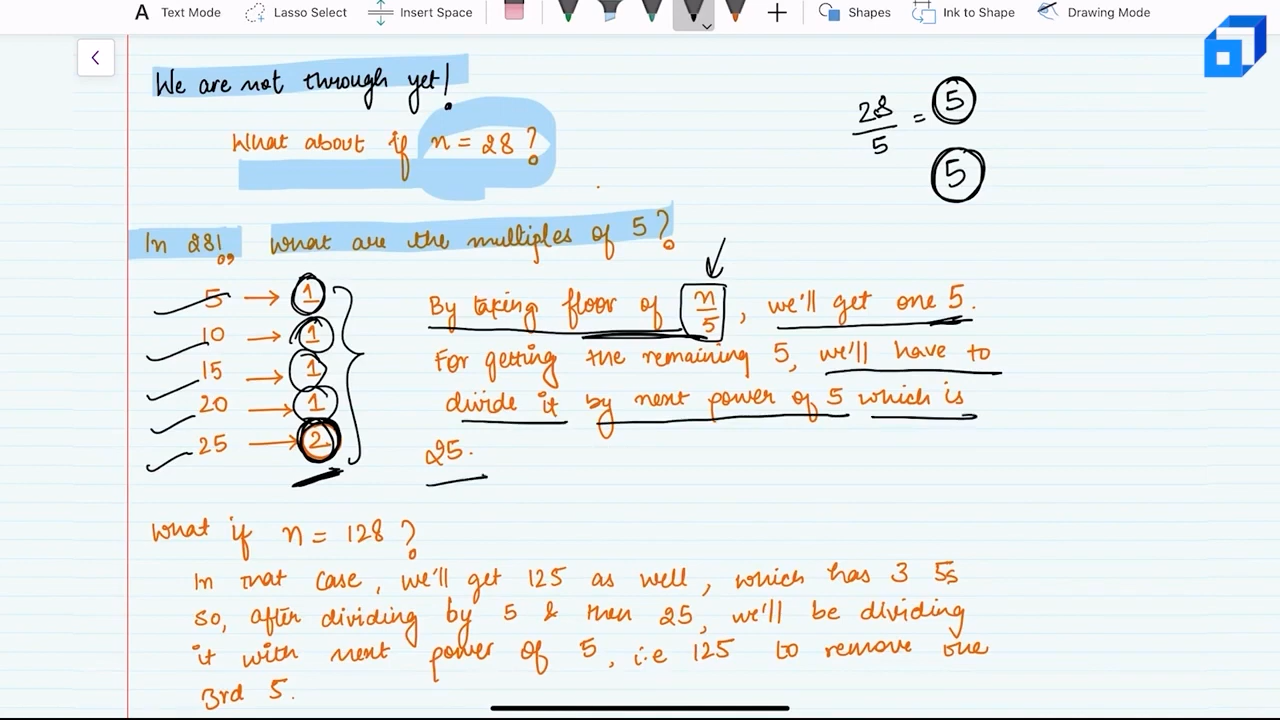 Text Mode Lasso Select Insert Space Shapes Ink to Shape Drawing Mode
We are not through yet!
What about if n = 28?
28/5 = 5
5
In 28!, what are the multiples of 5?
5 → 1
10 → 1
15 → 1
20 → 1
25 → 2
By taking floor of n/5, we'll get one 5.
For getting the remaining 5, we'll have to
divide it by next power of 5 which is
25.
What if n = 128?
In that case, we'll get 125 as well, which has 3 5s
so, after dividing by 5 & then 25, we'll be dividing
it with next power of 5, i.e 125 to remove one
3rd 5.